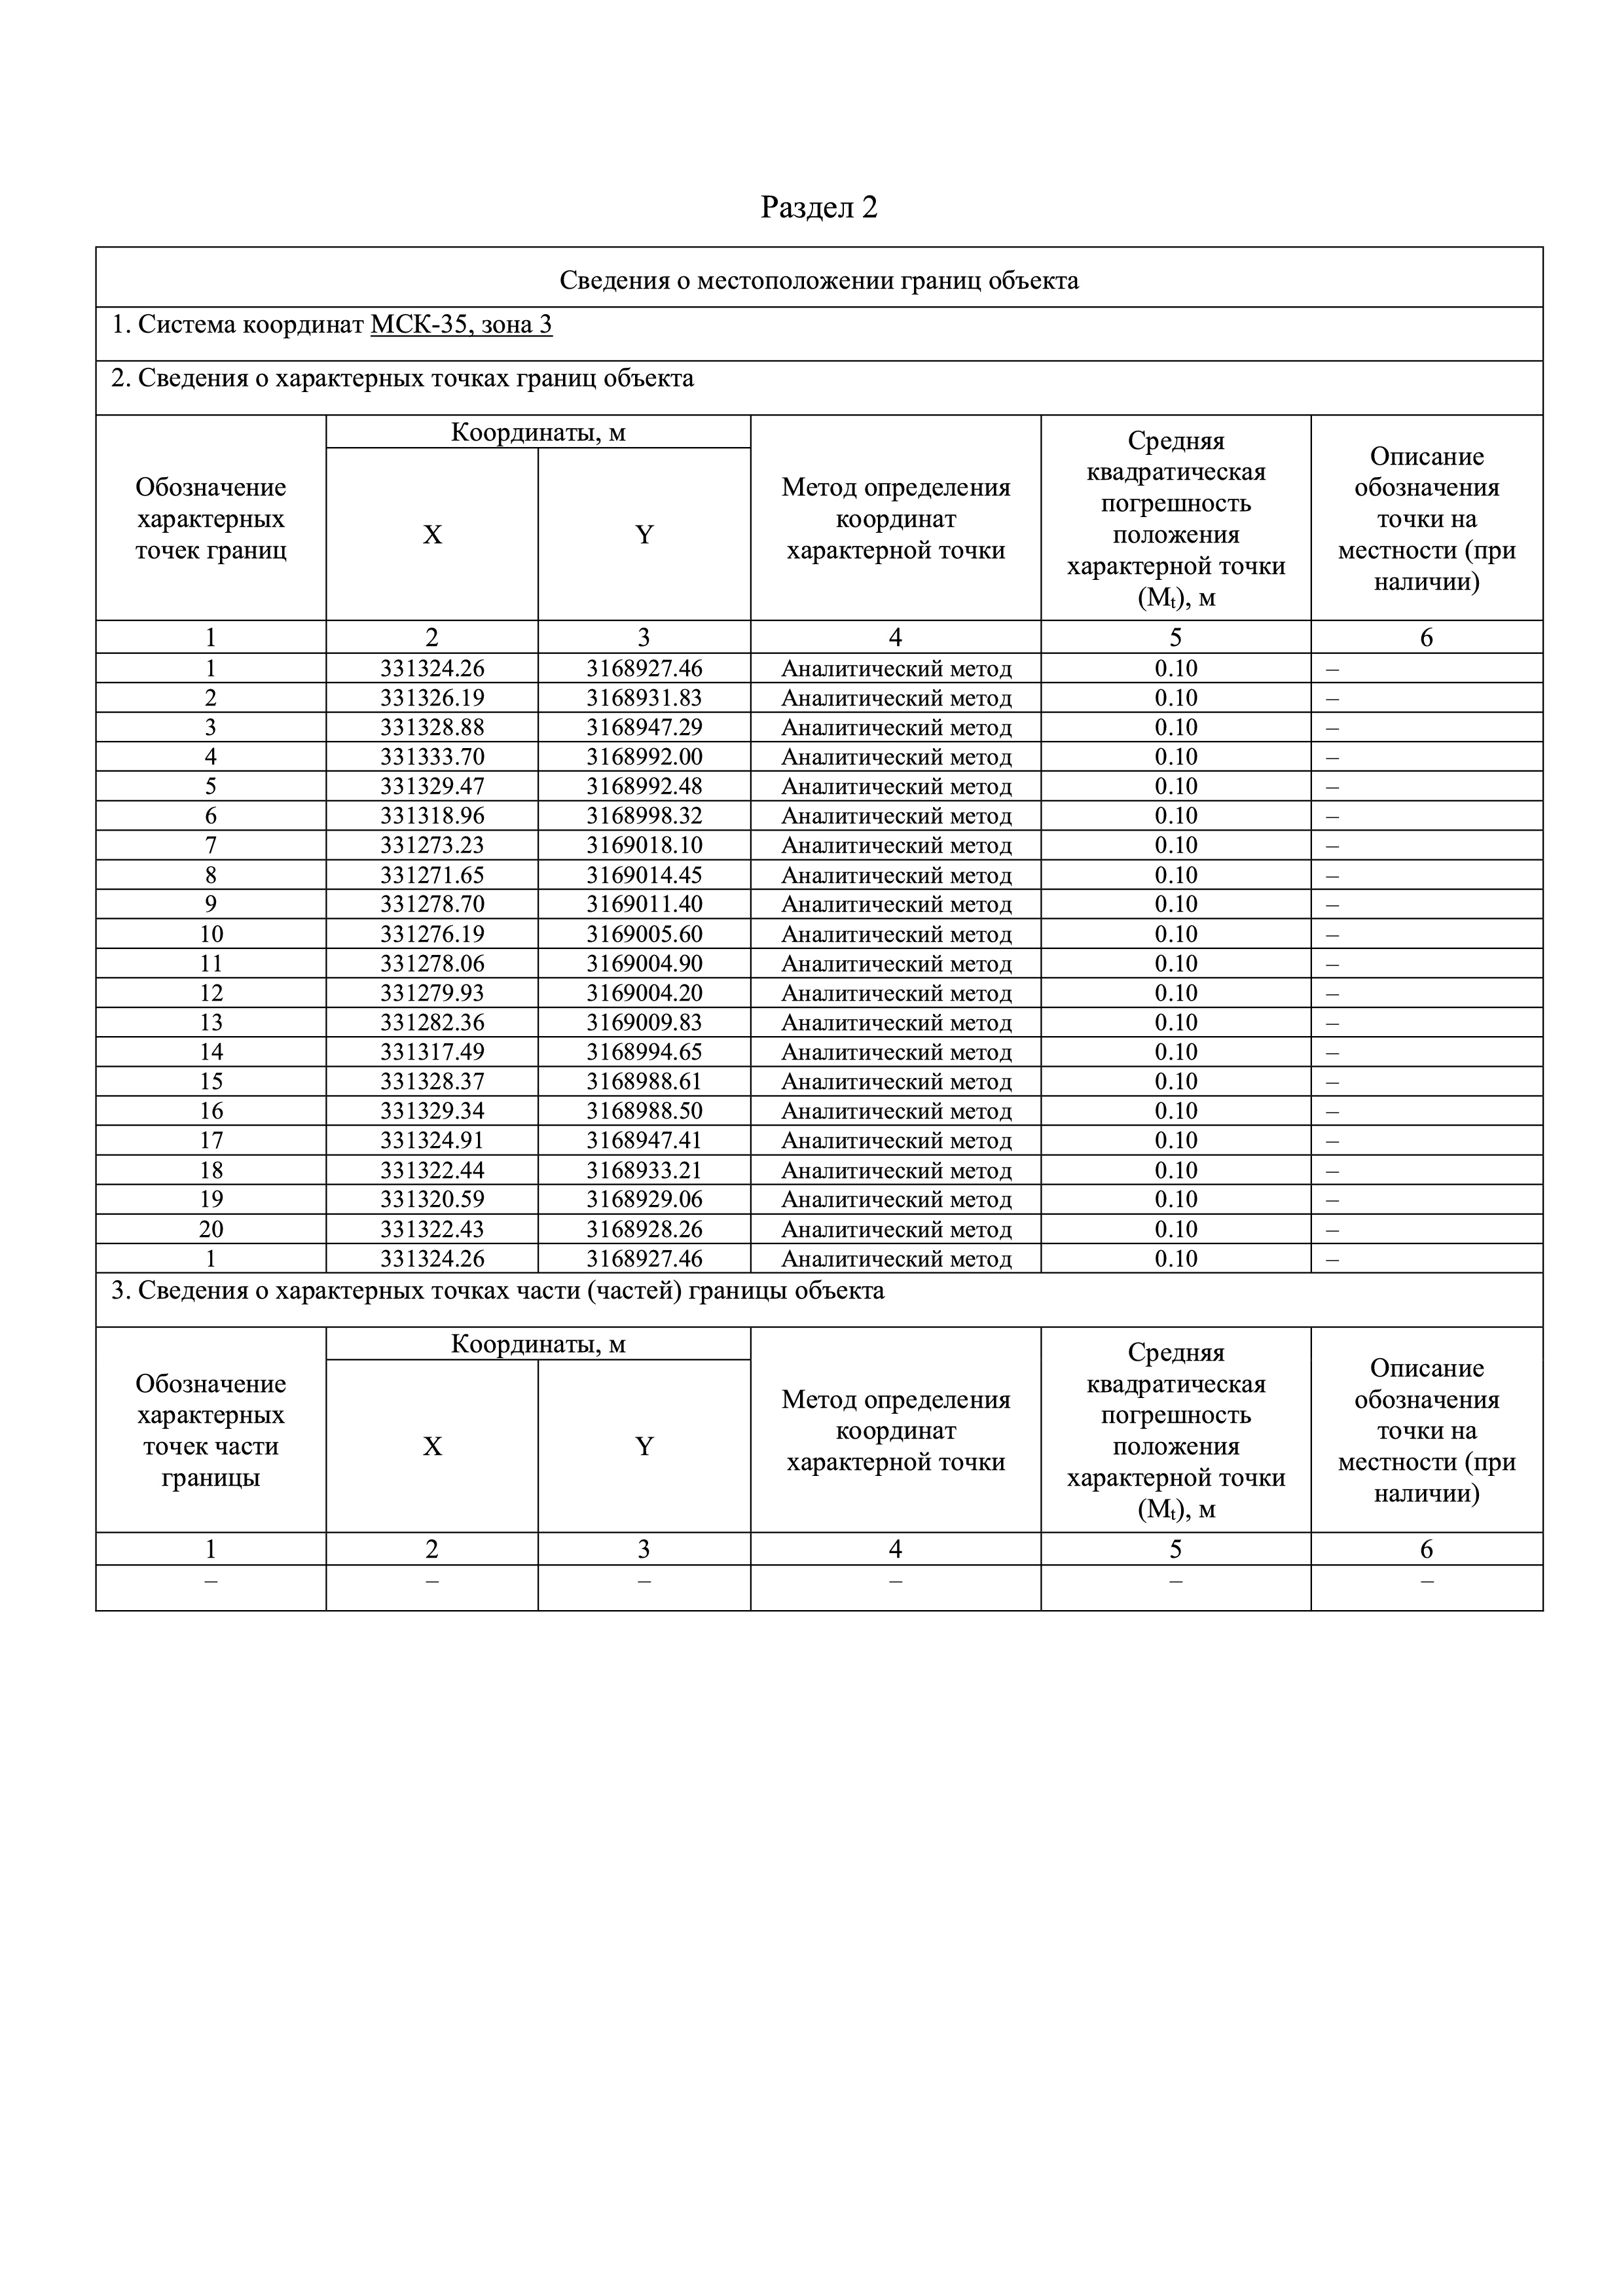 Раздел 2
Сведения о местоположении границ объекта
1. Система координат МСК-35, зона 3
2. Сведения о характерных точках границ объекта
Обозначение характерных точек границ
Координаты, м
X
Y
Метод определения координат характерной точки
Средняя квадратическая погрешность положения характерной точки (Mt), м
Описание обозначения точки на местности (при наличии)
1 2 3 4 5 6
1 331324.26 3168927.46 Аналитический метод 0.10 –
2 331326.19 3168931.83 Аналитический метод 0.10 –
3 331328.88 3168947.29 Аналитический метод 0.10 –
4 331333.70 3168992.00 Аналитический метод 0.10 –
5 331329.47 3168992.48 Аналитический метод 0.10 –
6 331318.96 3168998.32 Аналитический метод 0.10 –
7 331273.23 3169018.10 Аналитический метод 0.10 –
8 331271.65 3169014.45 Аналитический метод 0.10 –
9 331278.70 3169011.40 Аналитический метод 0.10 –
10 331276.19 3169005.60 Аналитический метод 0.10 –
11 331278.06 3169004.90 Аналитический метод 0.10 –
12 331279.93 3169004.20 Аналитический метод 0.10 –
13 331282.36 3169009.83 Аналитический метод 0.10 –
14 331317.49 3168994.65 Аналитический метод 0.10 –
15 331328.37 3168988.61 Аналитический метод 0.10 –
16 331329.34 3168988.50 Аналитический метод 0.10 –
17 331324.91 3168947.41 Аналитический метод 0.10 –
18 331322.44 3168933.21 Аналитический метод 0.10 –
19 331320.59 3168929.06 Аналитический метод 0.10 –
20 331322.43 3168928.26 Аналитический метод 0.10 –
1 331324.26 3168927.46 Аналитический метод 0.10 –
3. Сведения о характерных точках части (частей) границы объекта
Обозначение характерных точек части границы
Координаты, м
X
Y
Метод определения координат характерной точки
Средняя квадратическая погрешность положения характерной точки (Mt), м
Описание обозначения точки на местности (при наличии)
1 2 3 4 5 6
– – – – – –